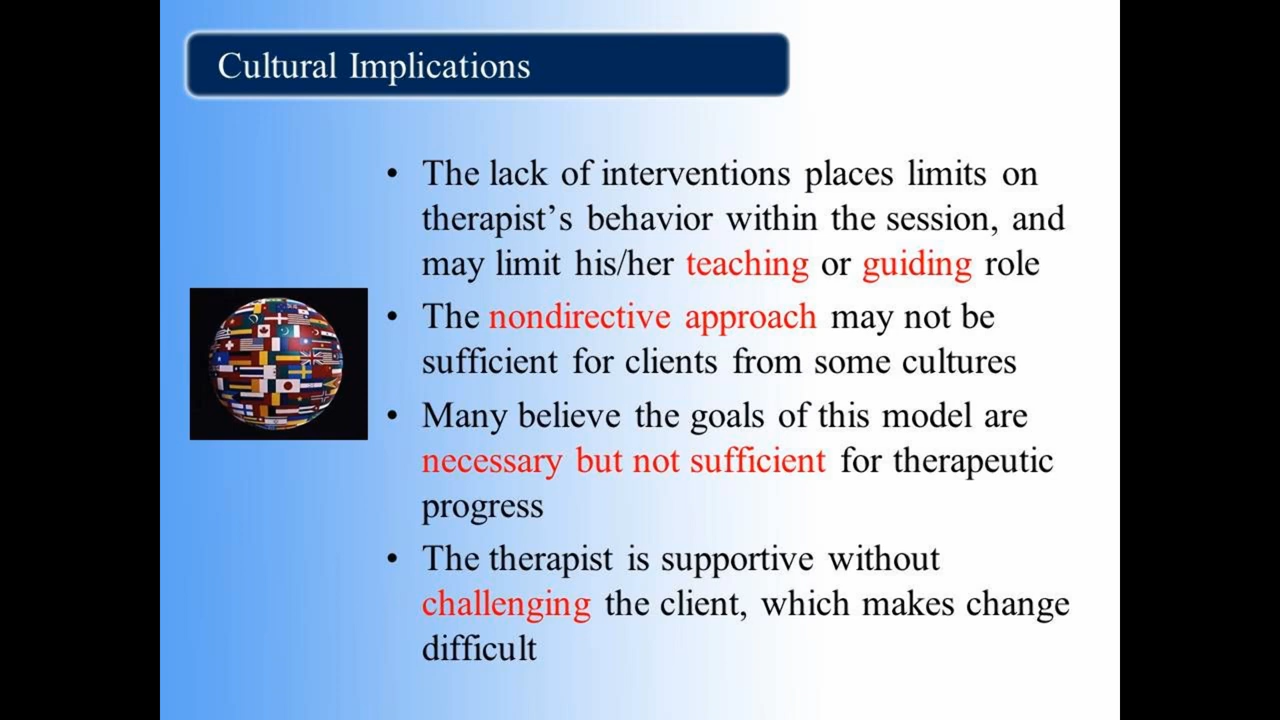 Cultural Implications
• The lack of interventions places limits on
therapist’s behavior within the session, and
may limit his/her teaching or guiding role
• The nondirective approach may not be
sufficient for clients from some cultures
• Many believe the goals of this model are
necessary but not sufficient for therapeutic
progress
• The therapist is supportive without
challenging the client, which makes change
difficult